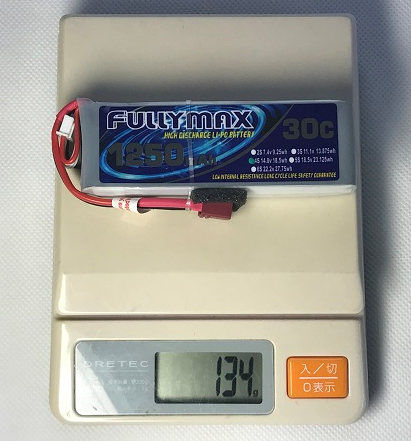 FULLYMAX
HIGH DISCHARGE LI-PO BATTERY
30C
1250
2S 7.4v 9.25wh 3S 11.1v 13.875wh
4S 14.8v 18.5wh 5S 18.5v 23.125wh
6S 22.2v 27.75wh
LOW INTERNAL RESISTANCE LONG CYCLE LIFE SAFETY GUARANTEE
DRETEC
134g
入/切
0表示